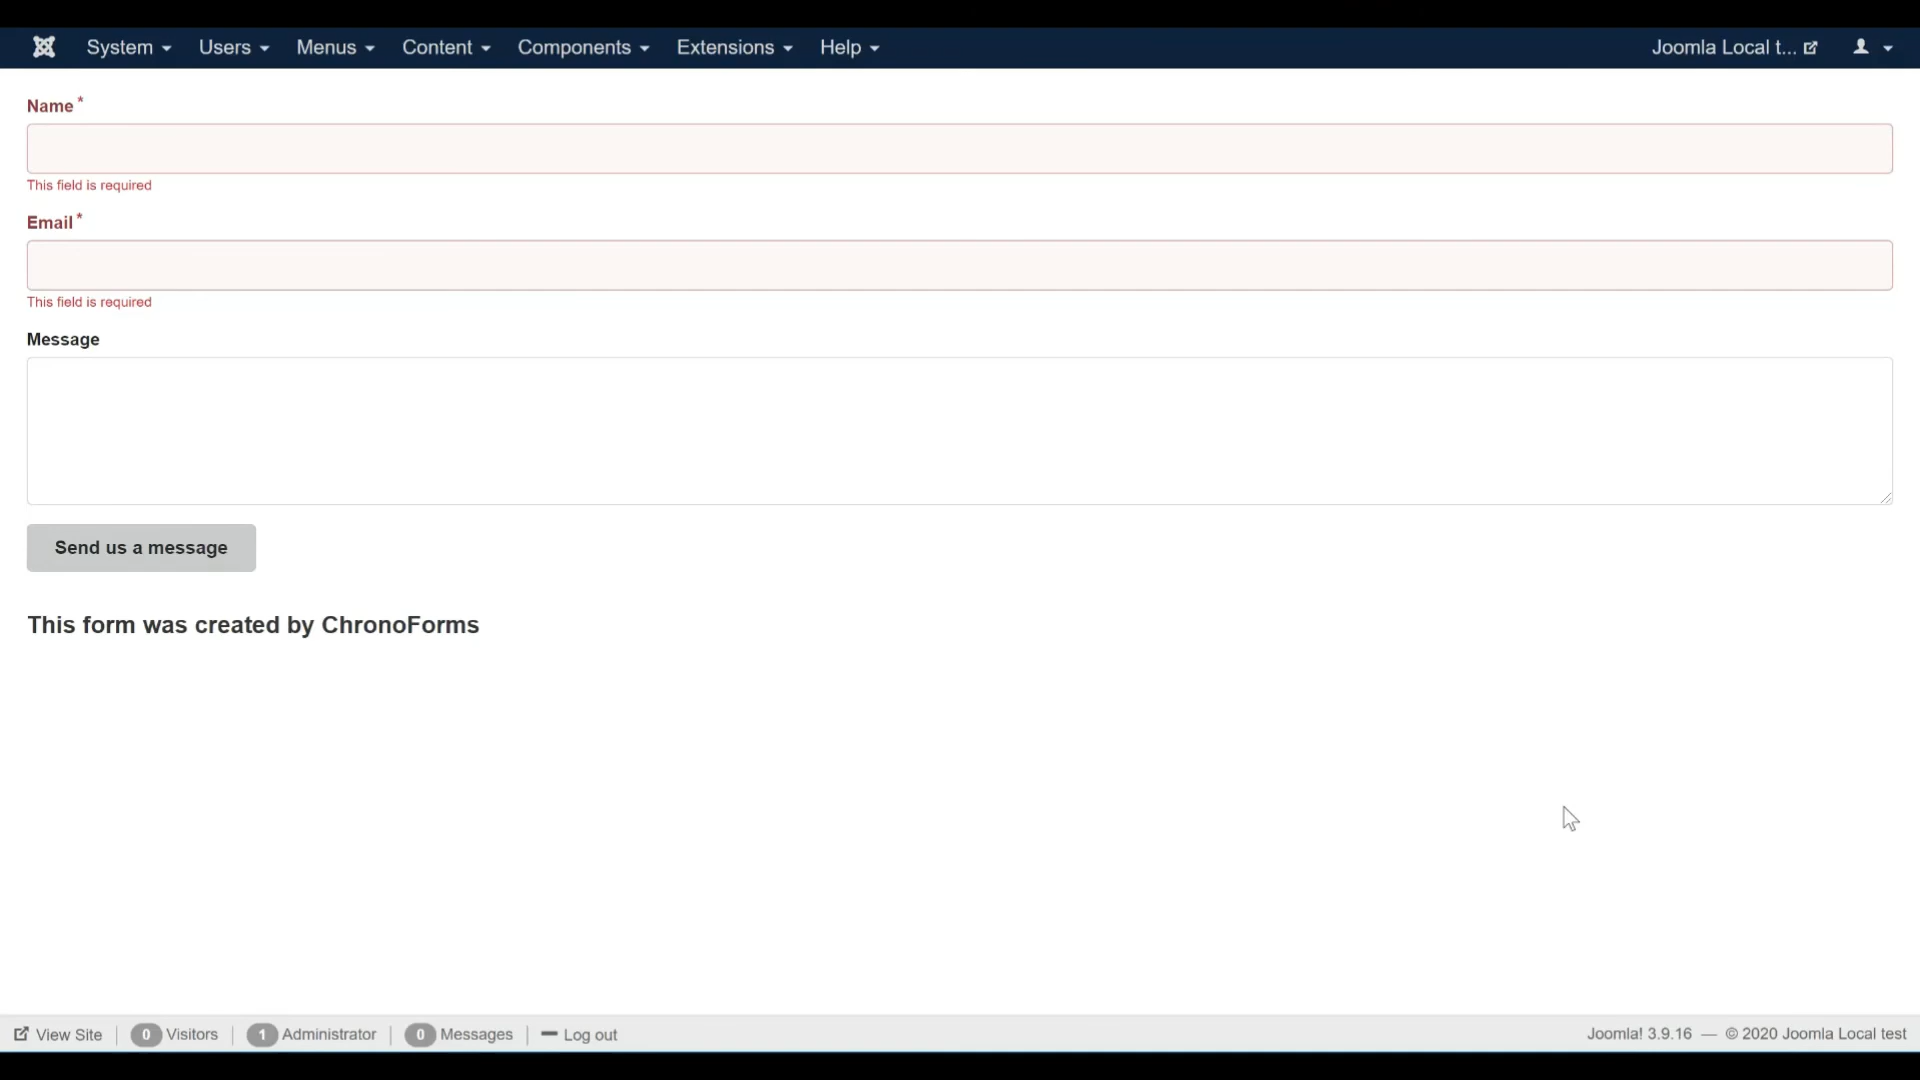 System Users Menus Content Components Extensions Help Joomla Local t...
Name *
This field is required
Email *
This field is required
Message
Send us a message
This form was created by ChronoForms
View Site 0 Visitors 1 Administrator 0 Messages Log out Joomla! 3.9.16 — © 2020 Joomla Local test